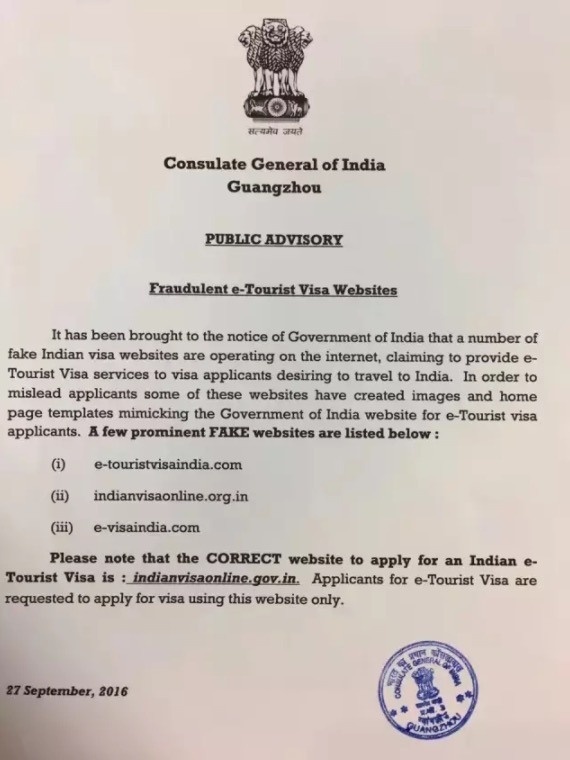 सत्यमेव जयते
Consulate General of India
Guangzhou
PUBLIC ADVISORY
Fraudulent e-Tourist Visa Websites
It has been brought to the notice of Government of India that a number of
fake Indian visa websites are operating on the internet, claiming to provide e-
Tourist Visa services to visa applicants desiring to travel to India. In order to
mislead applicants some of these websites have created images and home
page templates mimicking the Government of India website for e-Tourist visa
applicants. A few prominent FAKE websites are listed below :
(i) e-touristvisaindia.com
(ii) indianvisaonline.org.in
(iii) e-visaindia.com
Please note that the CORRECT website to apply for an Indian e-
Tourist Visa is : indianvisaonline.gov.in. Applicants for e-Tourist Visa are
requested to apply for visa using this website only.
27 September, 2016
CONSULATE GENERAL OF INDIA
GUANGZHOU